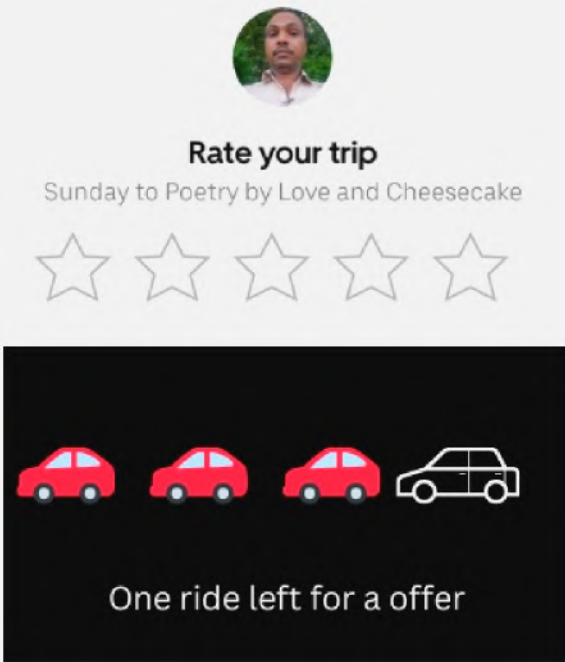 Rate your trip
Sunday to Poetry by Love and Cheesecake
One ride left for a offer